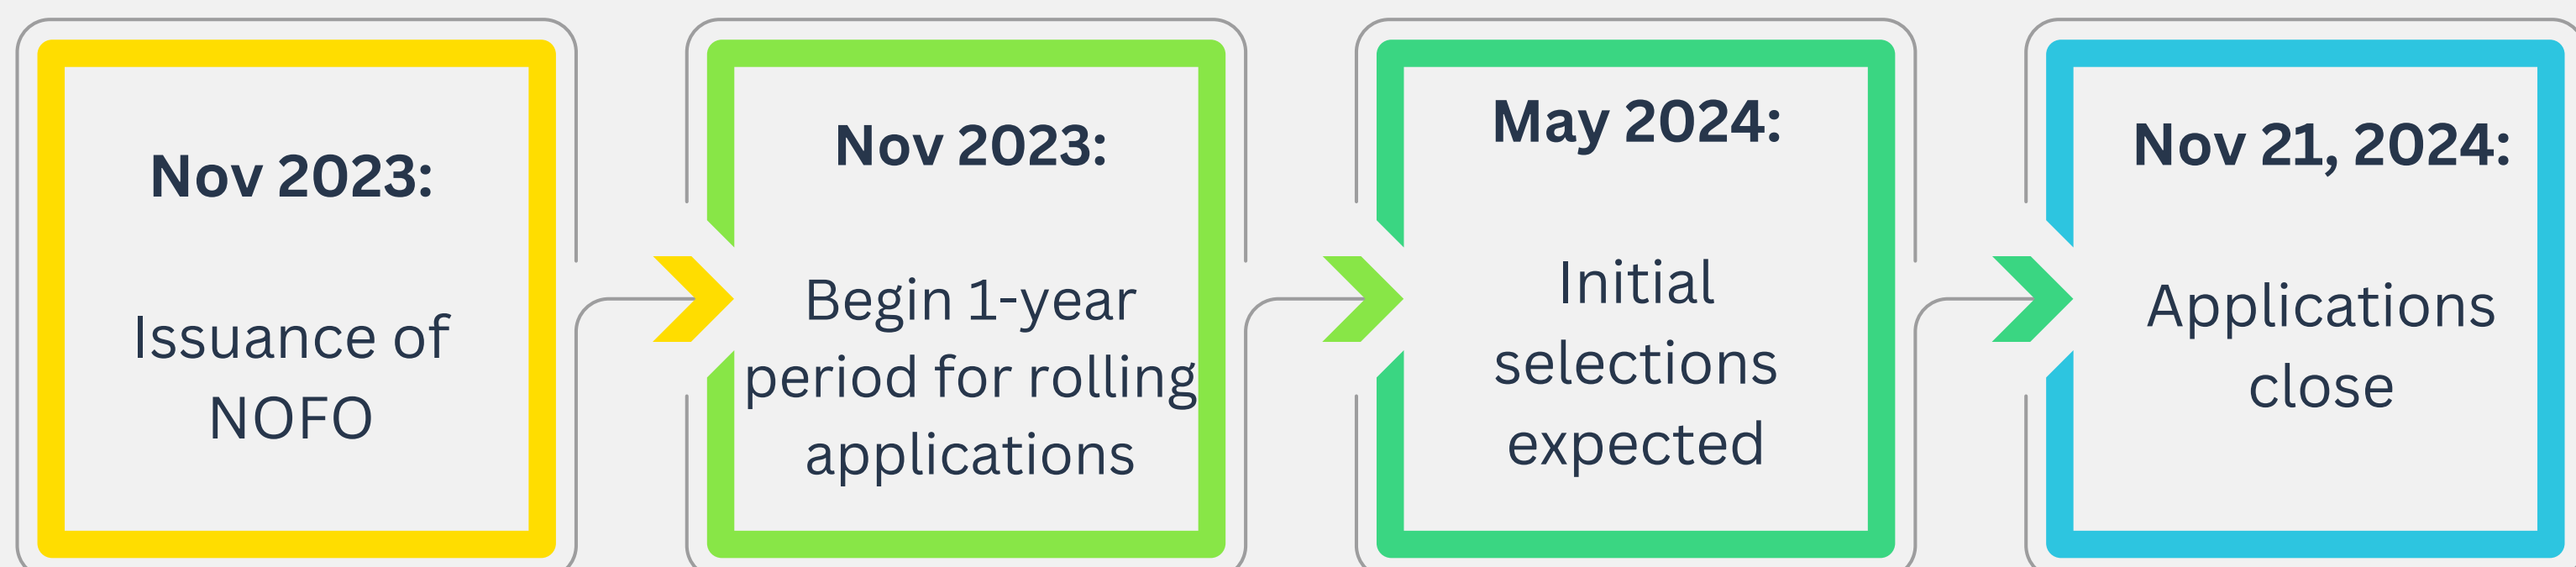 Nov 2023:
Issuance of
NOFO
Nov 2023:
Begin 1-year
period for rolling
applications
May 2024:
Initial
selections
expected
Nov 21, 2024:
Applications
close